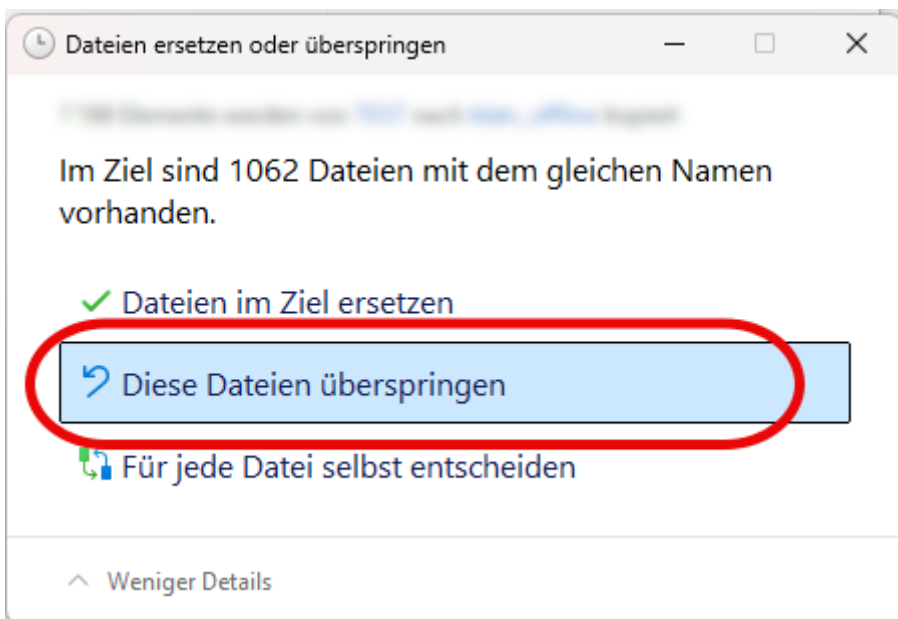 Dateien ersetzen oder überspringen
Im Ziel sind 1062 Dateien mit dem gleichen Namen
vorhanden.
Dateien im Ziel ersetzen
Diese Dateien überspringen
Für jede Datei selbst entscheiden
Weniger Details